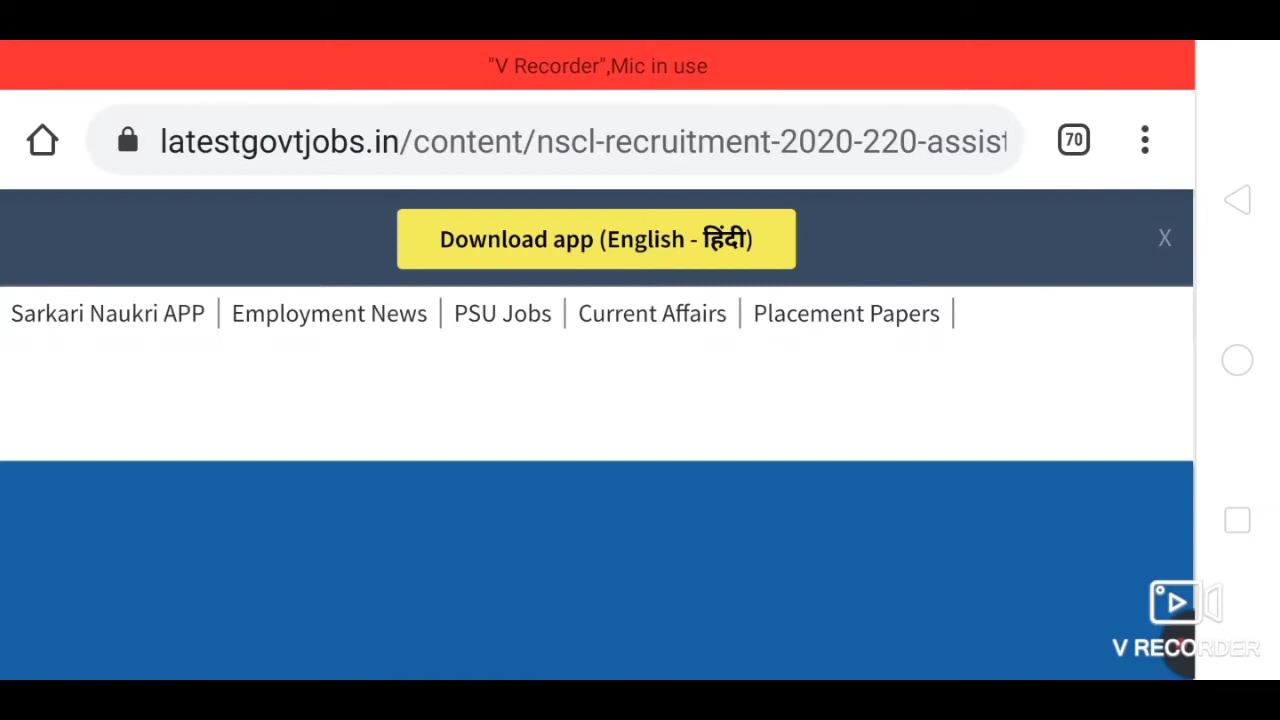 "V Recorder",Mic in use
latestgovtjobs.in/content/nscl-recruitment-2020-220-assist
70
Download app (English - हिंदी)
X
Sarkari Naukri APP | Employment News | PSU Jobs | Current Affairs | Placement Papers |
V RECORDER